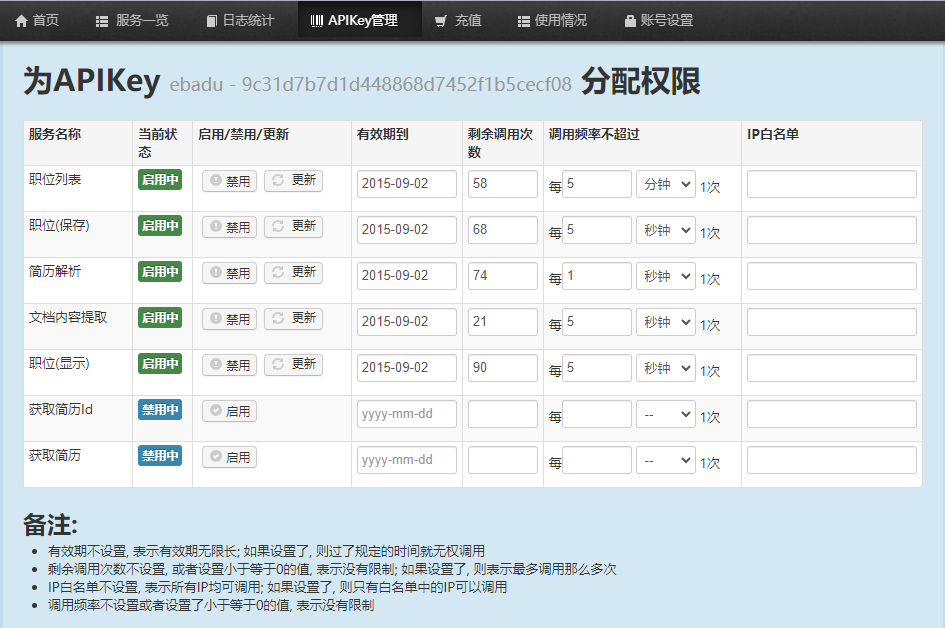 首页 服务一览 日志统计 APIKey管理 充值 使用情况 账号设置
为APIKey ebadu - 9c31d7b7d1d448868d7452f1b5cecf08 分配权限
服务名称 当前状态 启用/禁用/更新 有效期到 剩余调用次数 调用频率不超过 IP白名单
职位列表 启用中 禁用 更新 2015-09-02 58 每 5 分钟 1次
职位(保存) 启用中 禁用 更新 2015-09-02 68 每 5 秒钟 1次
简历解析 启用中 禁用 更新 2015-09-02 74 每 1 秒钟 1次
文档内容提取 启用中 禁用 更新 2015-09-02 21 每 5 秒钟 1次
职位(显示) 启用中 禁用 更新 2015-09-02 90 每 5 秒钟 1次
获取简历Id 禁用中 启用 yyyy-mm-dd 每 -- 1次
获取简历 禁用中 启用 yyyy-mm-dd 每 -- 1次
备注:
有效期不设置, 表示有效期无限长; 如果设置了, 则过了规定的时间就无权调用
剩余调用次数不设置, 或者设置小于等于0的值, 表示没有限制; 如果设置了, 则表示最多调用那么多次
IP白名单不设置, 表示所有IP均可调用; 如果设置了, 则只有白名单中的IP可以调用
调用频率不设置或者设置了小于等于0的值, 表示没有限制